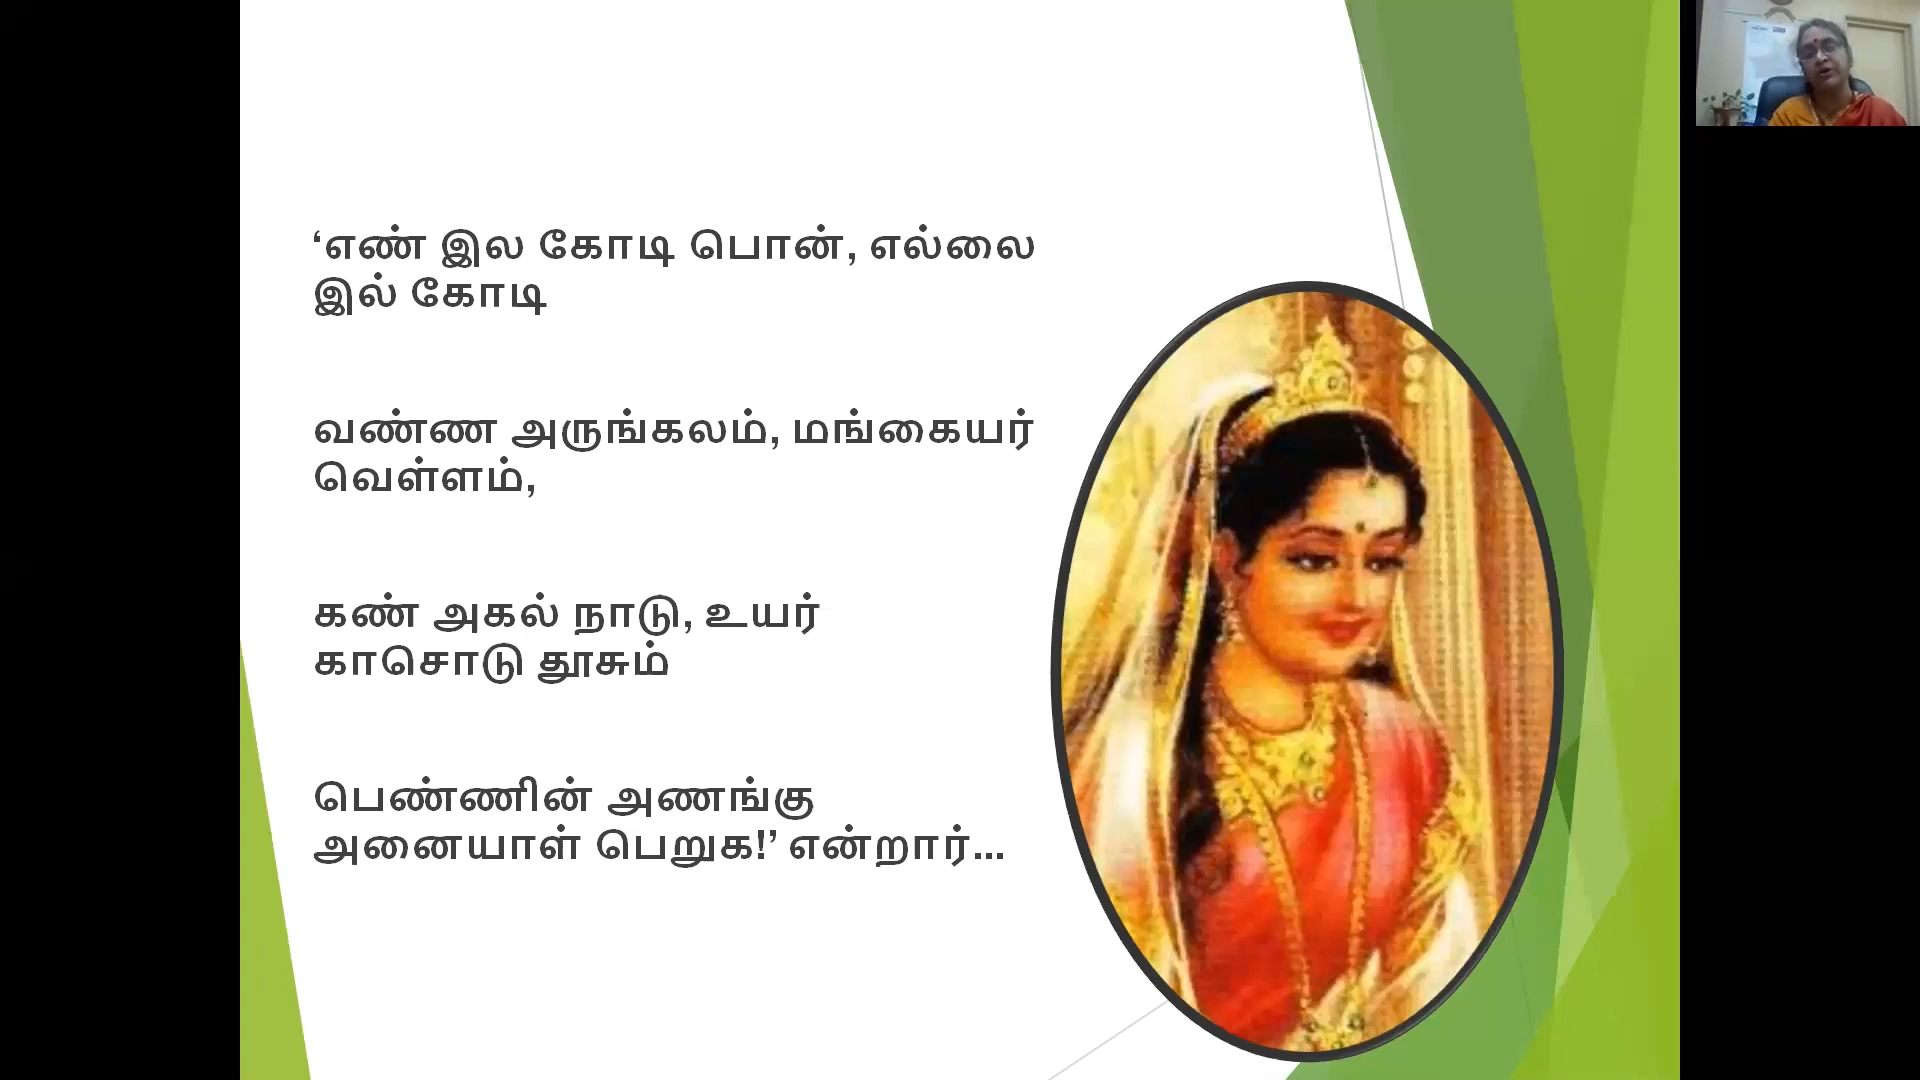 ‘எண் இல கோடி பொன், எல்லை
இல் கோடி
வண்ண அருங்கலம், மங்கையர்
வெள்ளம்,
கண் அகல் நாடு, உயர்
காசொடு தூசும்
பெண்ணின் அணங்கு
அனையாள் பெறுக!’ என்றார்...